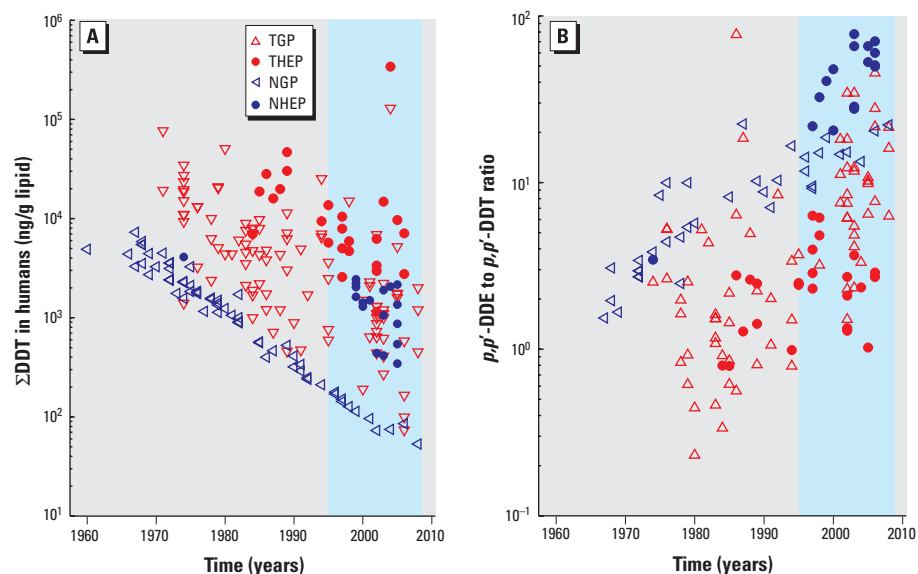 A
TGP
THEP
NGP
NHEP
ΣDDT in humans (ng/g lipid)
10⁶
10⁵
10⁴
10³
10²
10¹
1960 1970 1980 1990 2000 2010
Time (years)
B
p,p′-DDE to p,p′-DDT ratio
10²
10¹
10⁰
10⁻¹
1960 1970 1980 1990 2000 2010
Time (years)